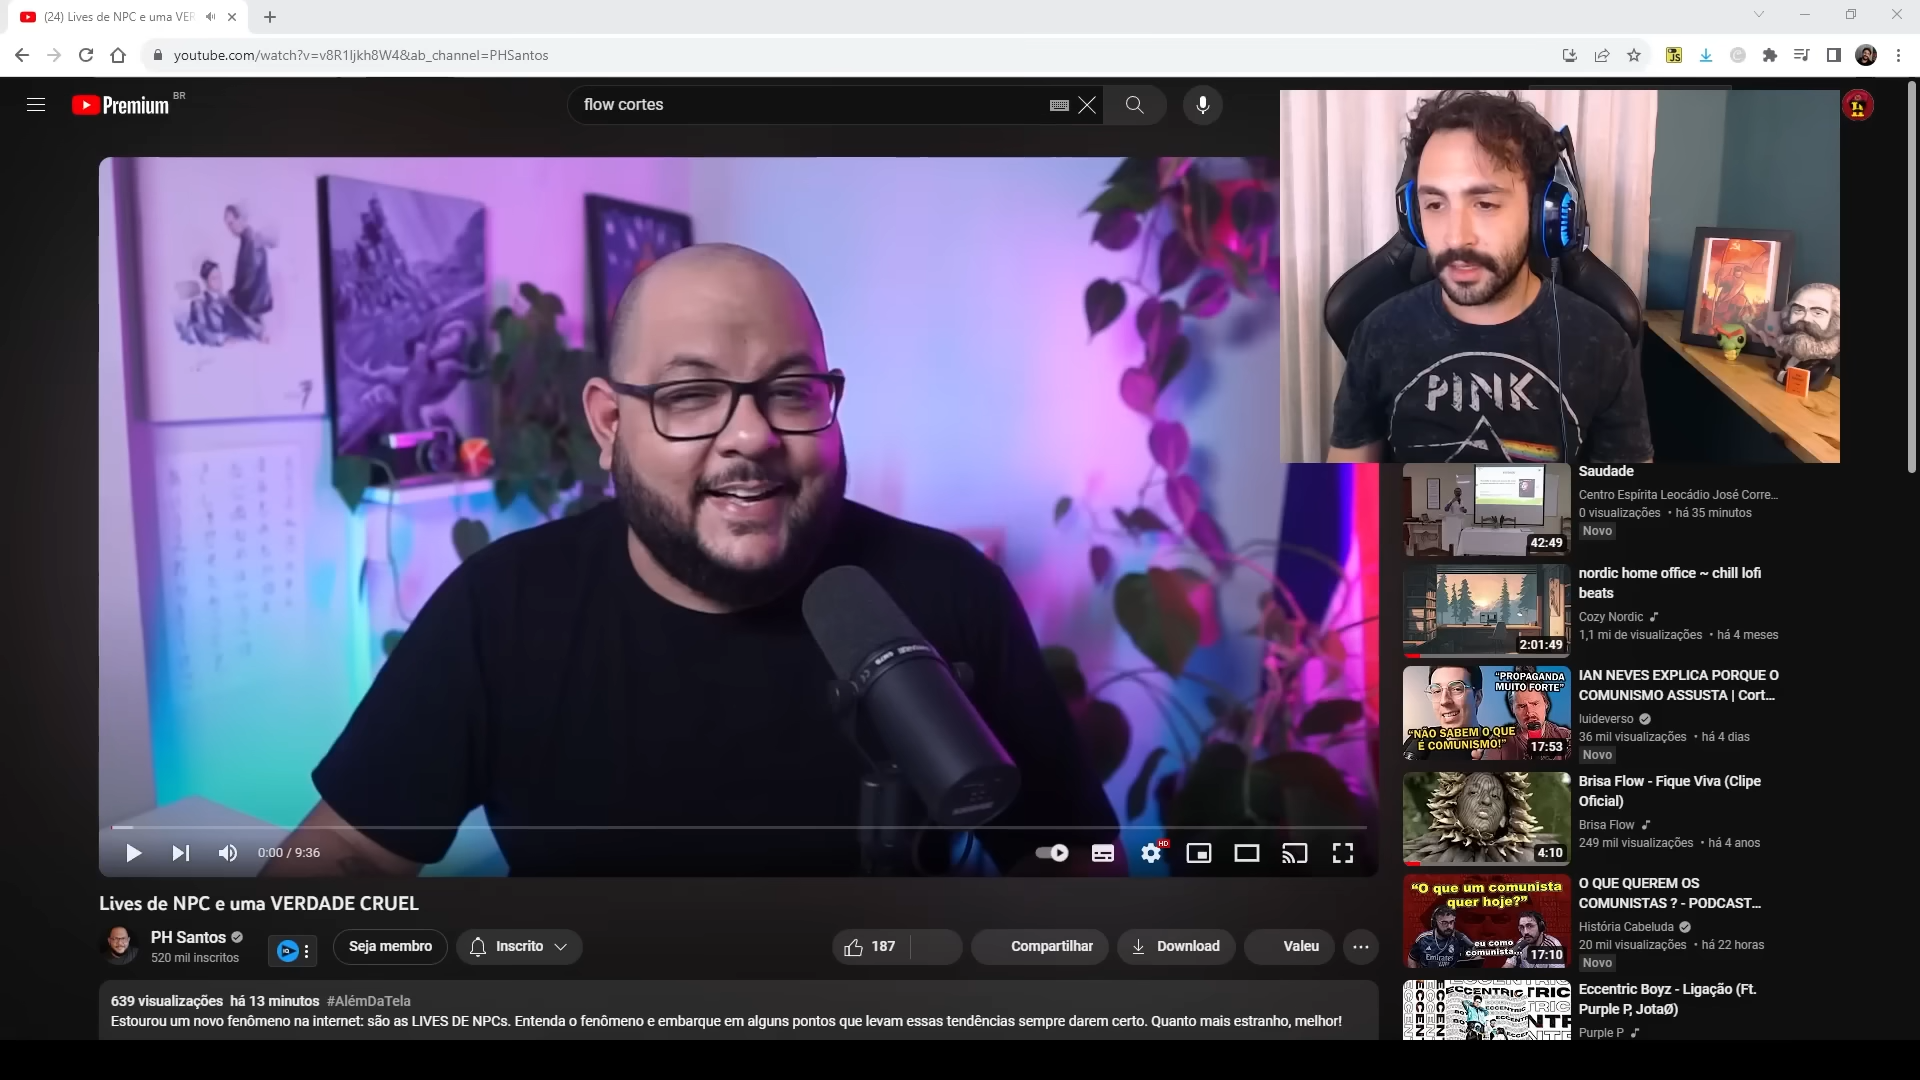 (24) Lives de NPC e uma VER
youtube.com/watch?v=v8R1Ijkh8W4&ab_channel=PHSantos
Premium BR
flow cortes
PINK
Saudade
Centro Espírita Leocádio José Corre...
0 visualizações • há 35 minutos
Novo
42:49
nordic home office ~ chill lofi
beats
Cozy Nordic
1,1 mi de visualizações • há 4 meses
2:01:49
"PROPAGANDA
MUITO FORTE"
"NÃO SABEM O QUE
É COMUNISMO!"
17:53
IAN NEVES EXPLICA PORQUE O
COMUNISMO ASSUSTA | Cort...
luideverso
36 mil visualizações • há 4 dias
Novo
Brisa Flow - Fique Viva (Clipe
Oficial)
Brisa Flow
249 mil visualizações • há 4 anos
4:10
"O que um comunista
quer hoje?"
eu como
comunista...
17:10
O QUE QUEREM OS
COMUNISTAS ? - PODCAST...
História Cabeluda
20 mil visualizações • há 22 horas
Novo
ECCENTRIC
Eccentric Boyz - Ligação (Ft.
Purple P, JotaØ)
Purple P
0:00 / 9:36
HD
Lives de NPC e uma VERDADE CRUEL
PH Santos
520 mil inscritos
Seja membro
Inscrito
187
Compartilhar
Download
Valeu
639 visualizações há 13 minutos #AlémDaTela
Estourou um novo fenômeno na internet: são as LIVES DE NPCs. Entenda o fenômeno e embarque em alguns pontos que levam essas tendências sempre darem certo. Quanto mais estranho, melhor!